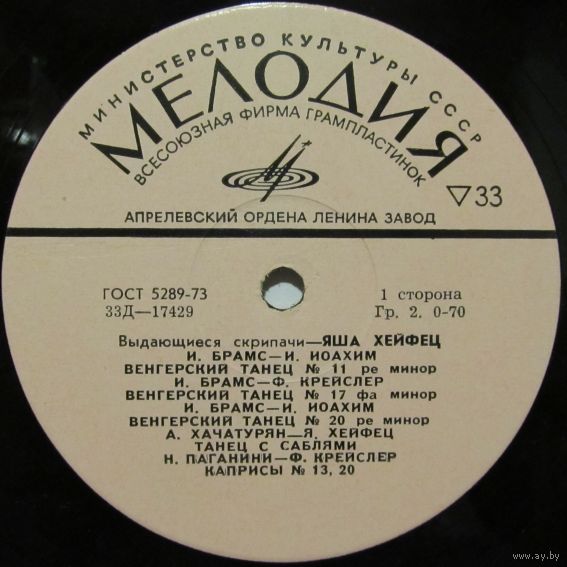 МИНИСТЕРСТВО КУЛЬТУРЫ СССР
МЕЛОДИЯ
ВСЕСОЮЗНАЯ ФИРМА ГРАМПЛАСТИНОК
▽33
АПРЕЛЕВСКИЙ ОРДЕНА ЛЕНИНА ЗАВОД
ГОСТ 5289-73
1 сторона
33Д—17429
Гр. 2. 0-70
Выдающиеся скрипачи—ЯША ХЕЙФЕЦ
И. БРАМС—И. ИОАХИМ
ВЕНГЕРСКИЙ ТАНЕЦ № 11 ре минор
И. БРАМС—Ф. КРЕЙСЛЕР
ВЕНГЕРСКИЙ ТАНЕЦ № 17 фа минор
И. БРАМС—И. ИОАХИМ
ВЕНГЕРСКИЙ ТАНЕЦ № 20 ре минор
А. ХАЧАТУРЯН—Я. ХЕЙФЕЦ
ТАНЕЦ С САБЛЯМИ
Н. ПАГАНИНИ—Ф. КРЕЙСЛЕР
КАПРИСЫ № 13, 20
www.ay.by